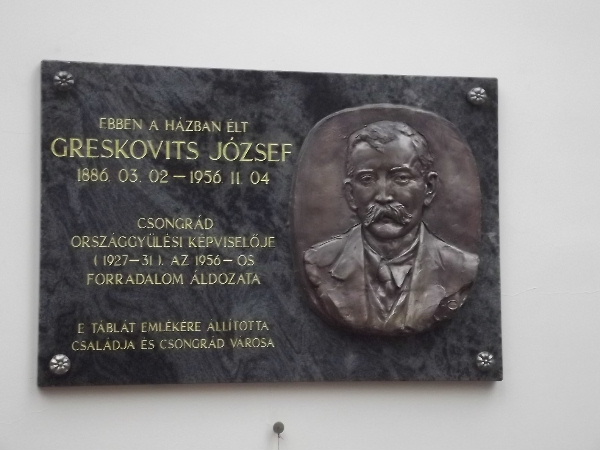 EBBEN A HÁZBAN ÉLT
GRESKOVITS JÓZSEF
1886. 03. 02 — 1956. 11. 04
CSONGRÁD
ORSZÁGGYŰLÉSI KÉPVISELŐJE
(1927—31). AZ 1956—OS
FORRADALOM ÁLDOZATA
E TÁBLÁT EMLÉKÉRE ÁLLÍTOTTA
CSALÁDJA ÉS CSONGRÁD VÁROSA